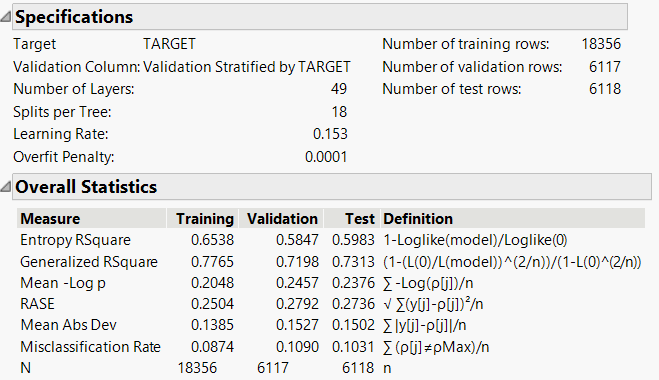 Specifications
Target TARGET Number of training rows: 18356
Validation Column: Validation Stratified by TARGET Number of validation rows: 6117
Number of Layers: 49 Number of test rows: 6118
Splits per Tree: 18
Learning Rate: 0.153
Overfit Penalty: 0.0001
Overall Statistics
Measure Training Validation Test Definition
Entropy RSquare 0.6538 0.5847 0.5983 1-Loglike(model)/Loglike(0)
Generalized RSquare 0.7765 0.7198 0.7313 (1-(L(0)/L(model))^(2/n))/(1-L(0)^(2/n))
Mean -Log p 0.2048 0.2457 0.2376 ∑ -Log(ρ[j])/n
RASE 0.2504 0.2792 0.2736 √ ∑(y[j]-ρ[j])²/n
Mean Abs Dev 0.1385 0.1527 0.1502 ∑ |y[j]-ρ[j]|/n
Misclassification Rate 0.0874 0.1090 0.1031 ∑ (ρ[j]≠ρMax)/n
N 18356 6117 6118 n